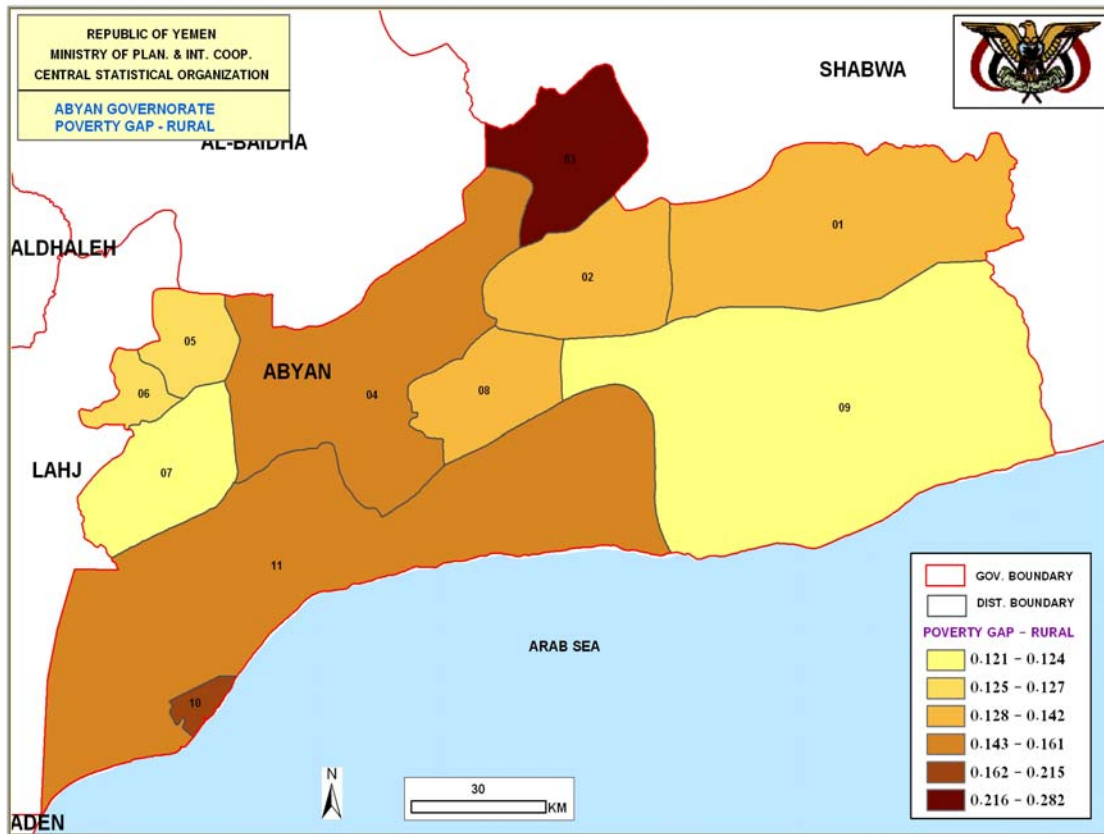 REPUBLIC OF YEMEN
MINISTRY OF PLAN. & INT. COOP.
CENTRAL STATISTICAL ORGANIZATION
ABYAN GOVERNORATE
POVERTY GAP - RURAL
AL-BAIDHA
SHABWA
03
01
ALDHALEH
02
05
ABYAN
04
06
08
09
LAHJ
07
11
ARAB SEA
10
N
30
KM
ADEN
GOV. BOUNDARY
DIST. BOUNDARY
POVERTY GAP - RURAL
0.121 - 0.124
0.125 - 0.127
0.128 - 0.142
0.143 - 0.161
0.162 - 0.215
0.216 - 0.282